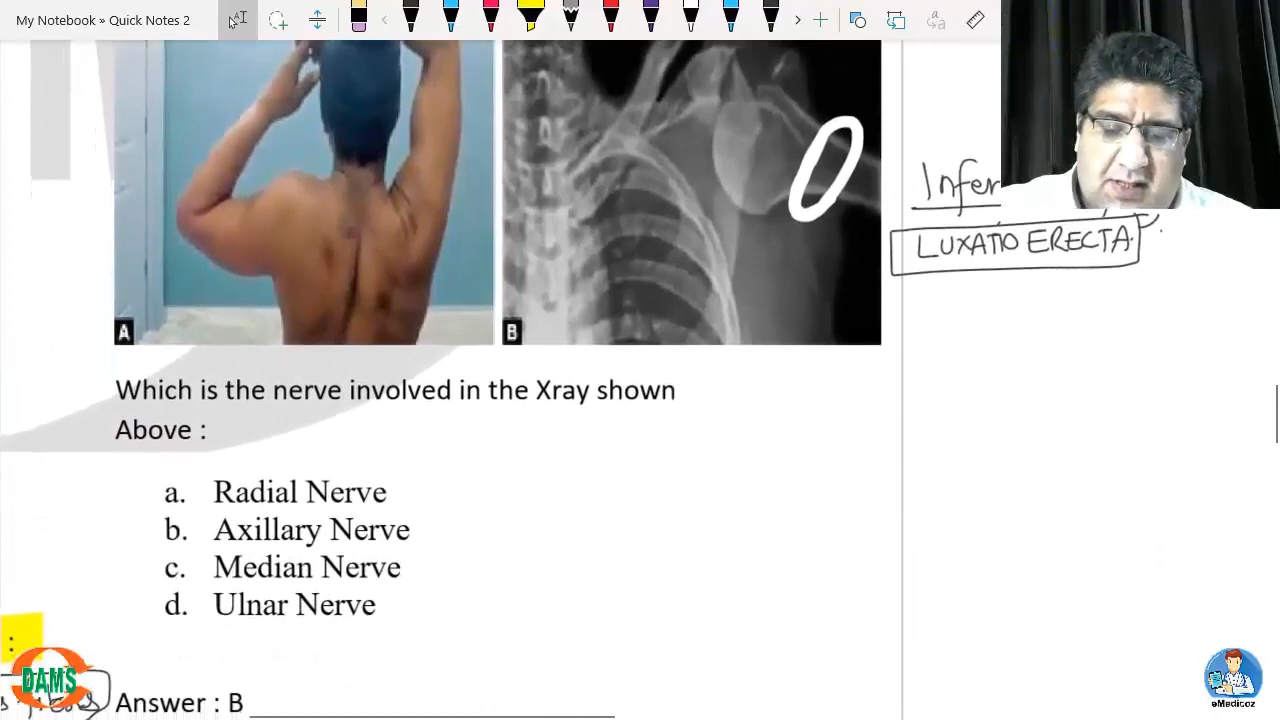 My Notebook » Quick Notes 2
A
B
Infer
LUXATIO ERECTA
Which is the nerve involved in the Xray shown
Above :
a. Radial Nerve
b. Axillary Nerve
c. Median Nerve
d. Ulnar Nerve
:
DAMS
Answer : B
eMedicoz